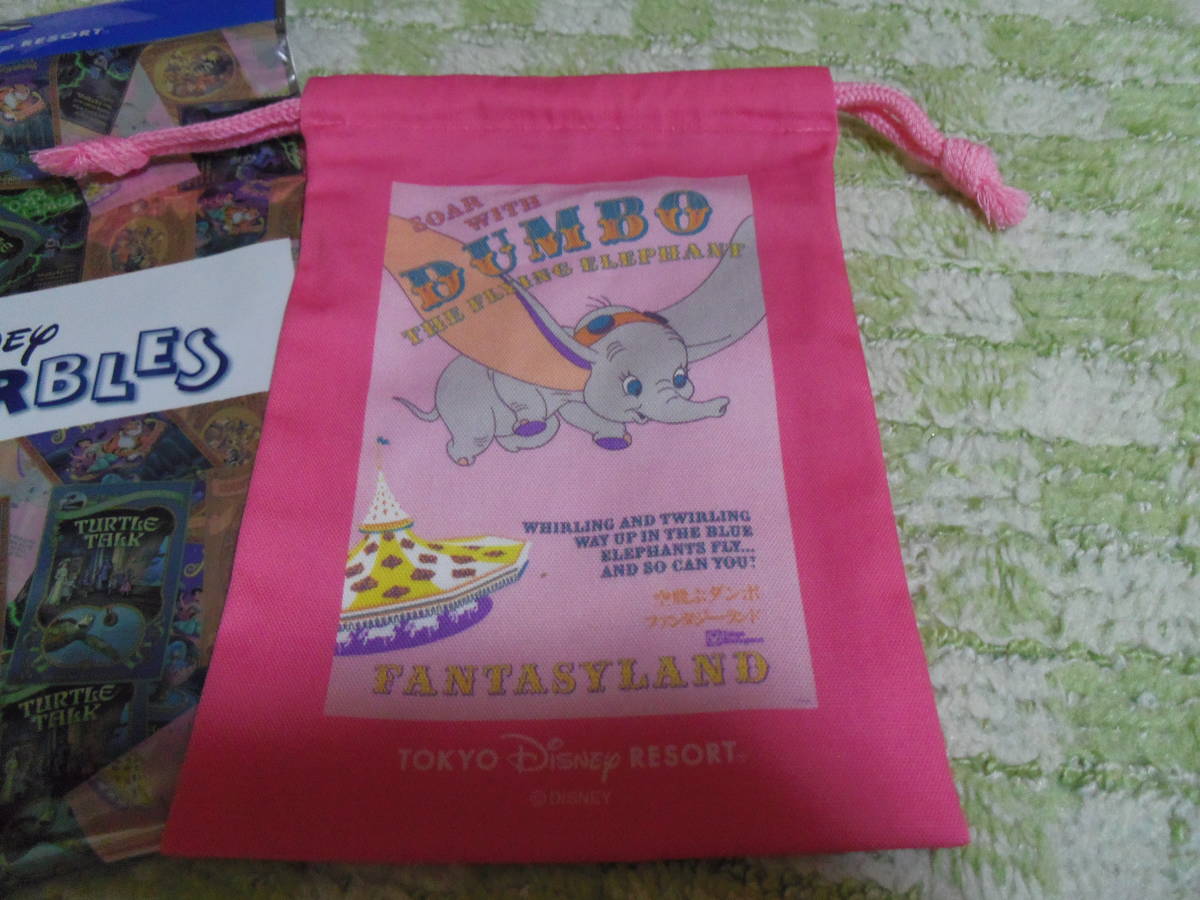 RESORT
DEY
RBLES
TURTLE
TALK
TURTLE
TALK
SOAR
WITH
DUMBO
THE FLYING ELEPHANT
WHIRLING AND TWIRLING
WAY UP IN THE BLUE
ELEPHANTS FLY...
AND SO CAN YOU!
空飛ぶダンボ
ファンタジーランド
FANTASYLAND
TOKYO Disney RESORT
© DISNEY